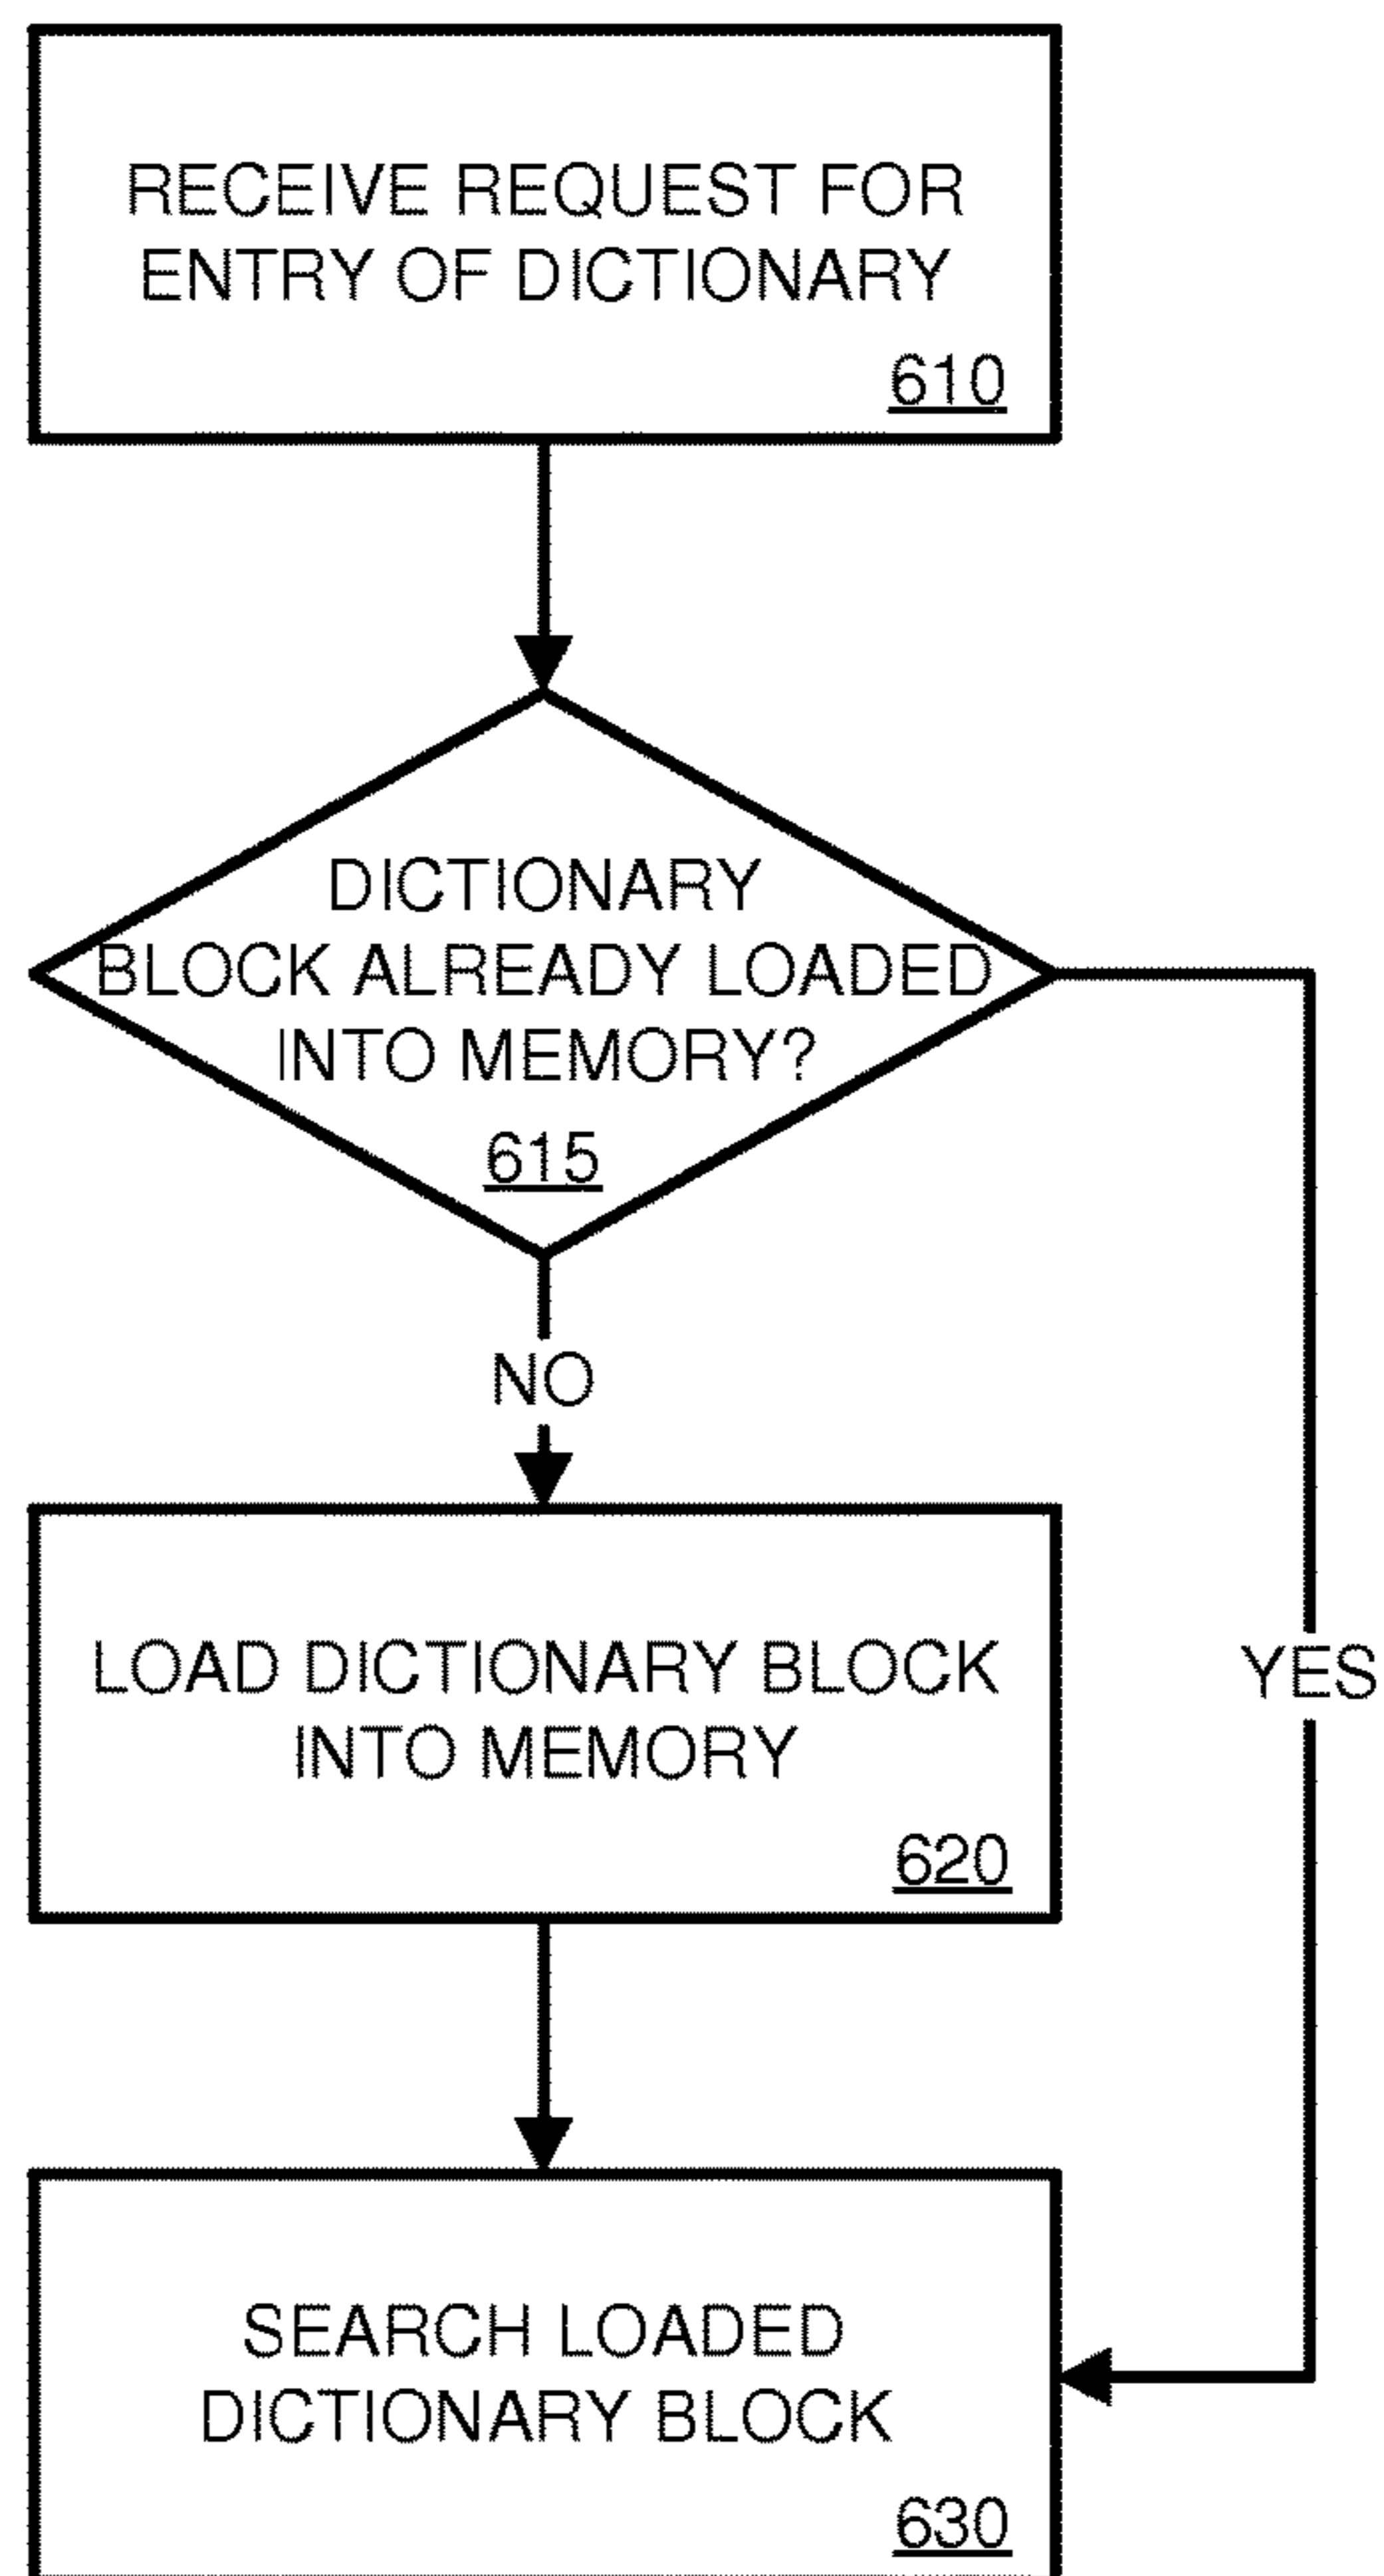 RECEIVE REQUEST FOR
ENTRY OF DICTIONARY
610
DICTIONARY
BLOCK ALREADY LOADED
INTO MEMORY?
615
NO
LOAD DICTIONARY BLOCK
INTO MEMORY
YES
620
SEARCH LOADED
DICTIONARY BLOCK
630